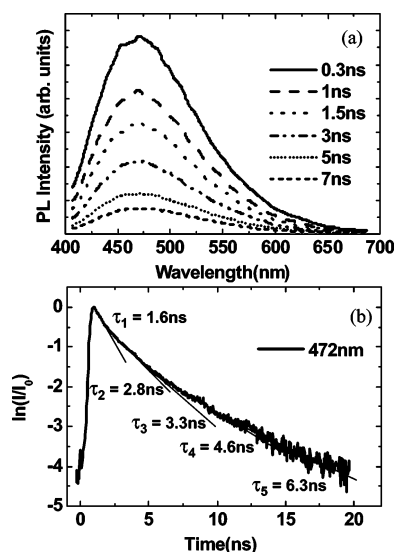 (a)
PL Intensity (arb. units)
0.3ns
1ns
1.5ns
3ns
5ns
7ns
400 450 500 550 600 650 700
Wavelength(nm)
(b)
ln(I/I₀)
0
-1
-2
-3
-4
-5
τ₁ = 1.6ns
472nm
τ₂ = 2.8ns
τ₃ = 3.3ns
τ₄ = 4.6ns
τ₅ = 6.3ns
0 5 10 15 20
Time(ns)